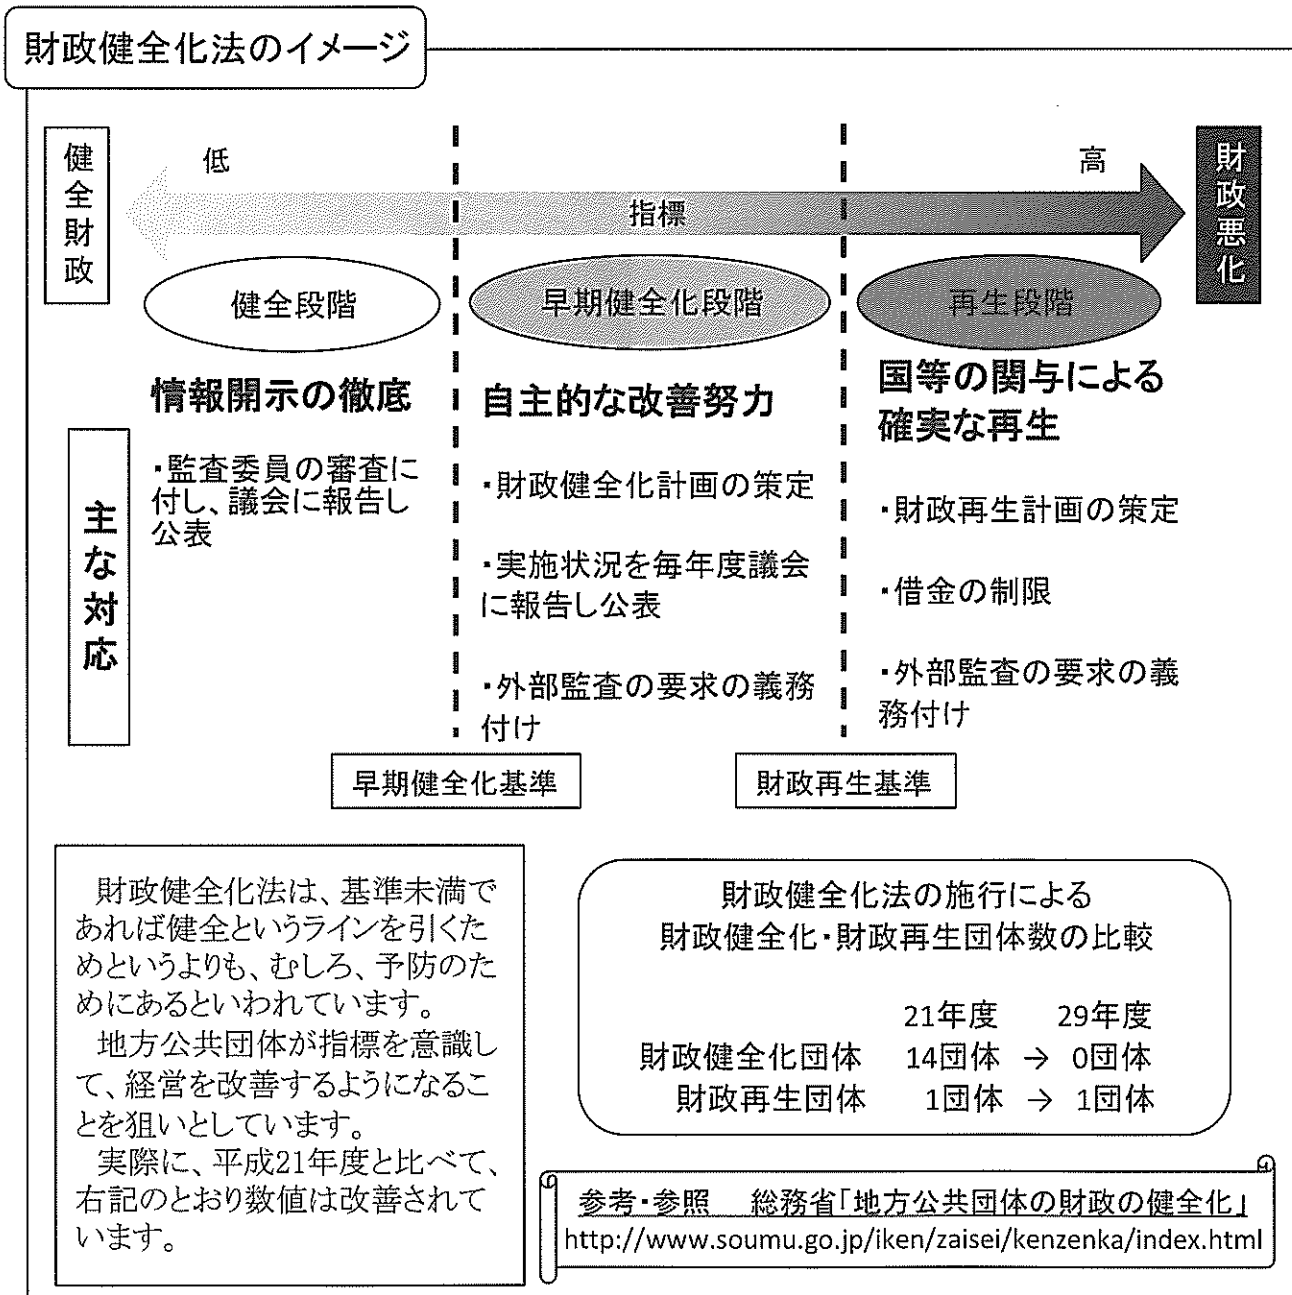 財政健全化法のイメージ
健全財政
低
高
指標
財政悪化
健全段階
早期健全化段階
再生段階
主な対応
情報開示の徹底
・監査委員の審査に
付し、議会に報告し
公表
自主的な改善努力
・財政健全化計画の策定
・実施状況を毎年度議会
に報告し公表
・外部監査の要求の義務
付け
国等の関与による
確実な再生
・財政再生計画の策定
・借金の制限
・外部監査の要求の義
務付け
早期健全化基準
財政再生基準
財政健全化法は、基準未満で
あれば健全というラインを引くた
めというよりも、むしろ、予防のた
めにあるといわれています。
地方公共団体が指標を意識し
て、経営を改善するようになるこ
とを狙いとしています。
実際に、平成21年度と比べて、
右記のとおり数値は改善されて
います。
財政健全化法の施行による
財政健全化・財政再生団体数の比較
21年度 29年度
財政健全化団体 14団体 → 0団体
財政再生団体 1団体 → 1団体
参考・参照 総務省「地方公共団体の財政の健全化」
http://www.soumu.go.jp/iken/zaisei/kenzenka/index.html